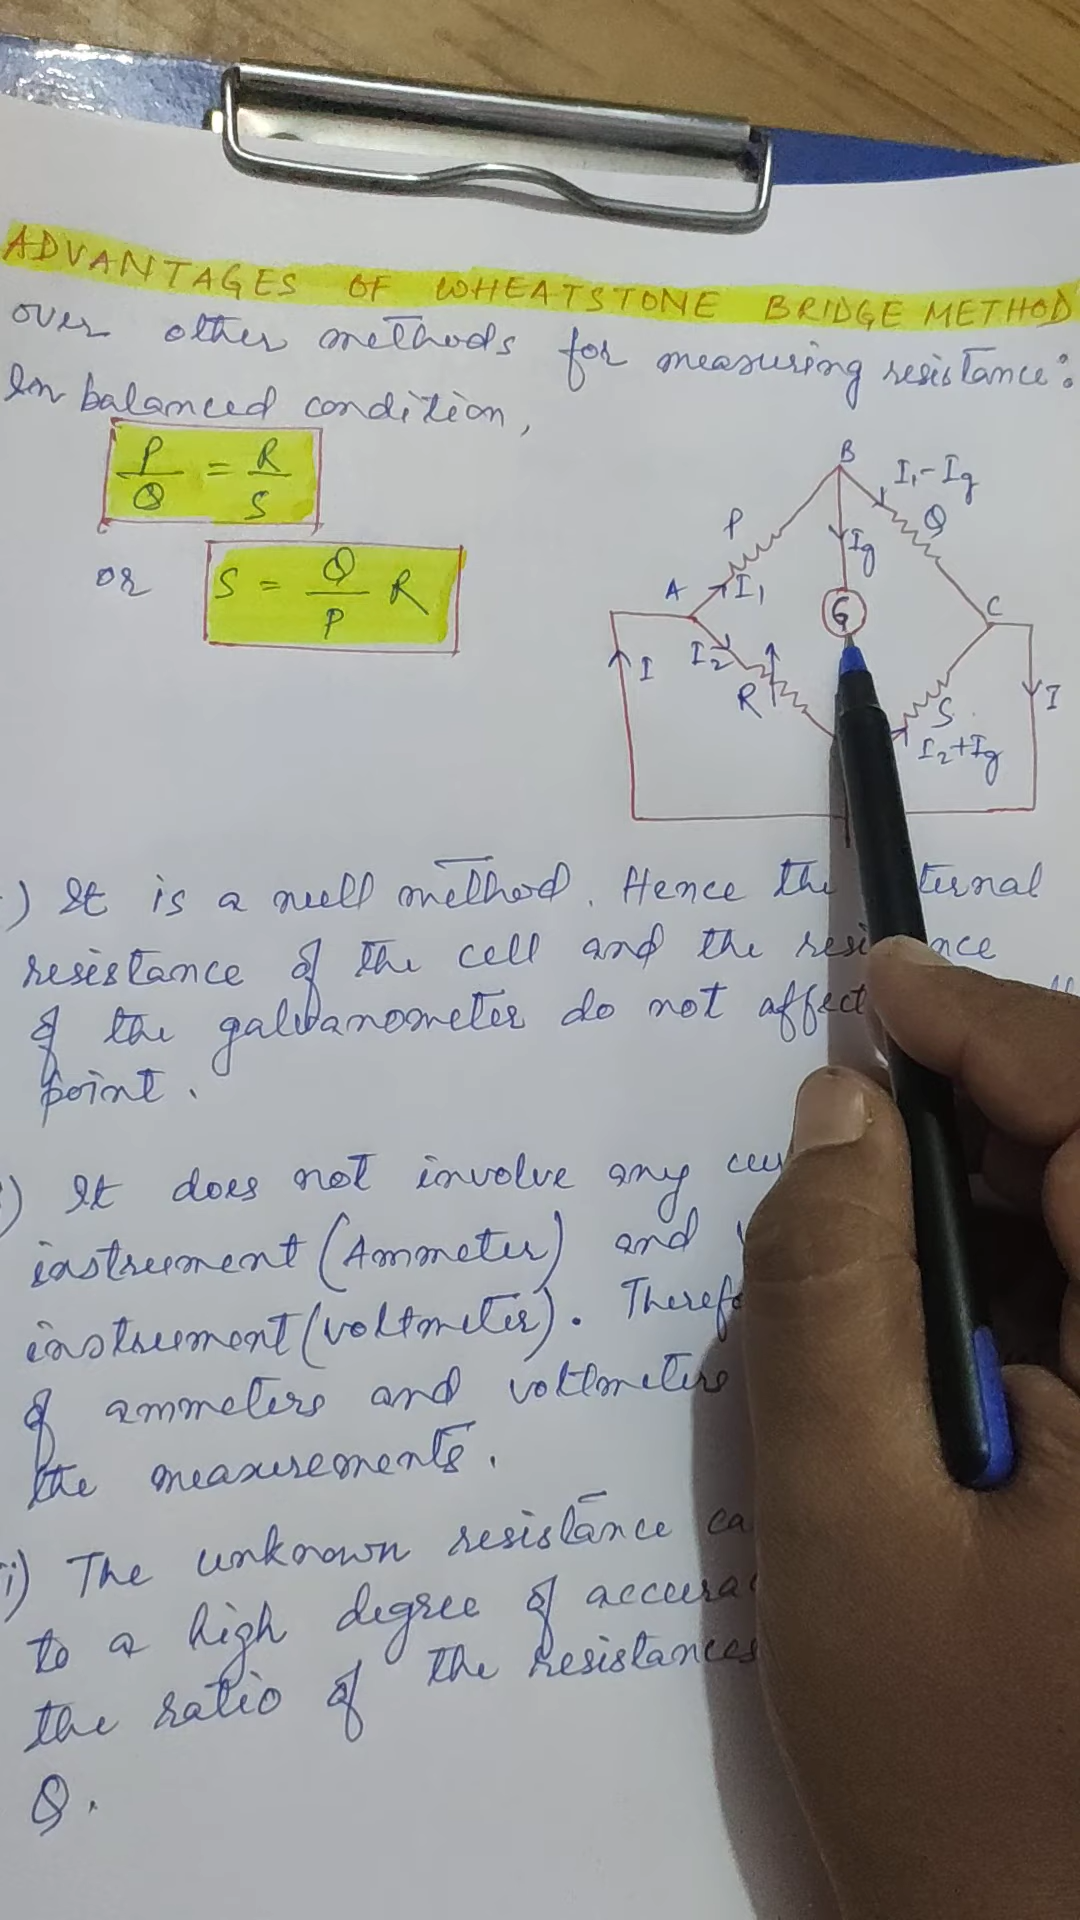 ADVANTAGES OF WHEATSTONE BRIDGE METHOD
over other methods for measuring resistance:
In balanced condition,
P/Q = R/S
or S = Q/P R
B
I₁-Ig
P
Q
Ig
A
I₁
G
C
I₂
I
R
S
I
I₂+Ig
) It is a null method. Hence the ternal
resistance of the cell and the resi nce
of the galvanometer do not affect
point.
) It does not involve any cu
instrument (Ammeter) and
instrument (voltmeter). Theref
of ammeters and voltmeters
the measurements.
i) The unknown resistance ca
to a high degree of accura
the ratio of the resistances
Q.